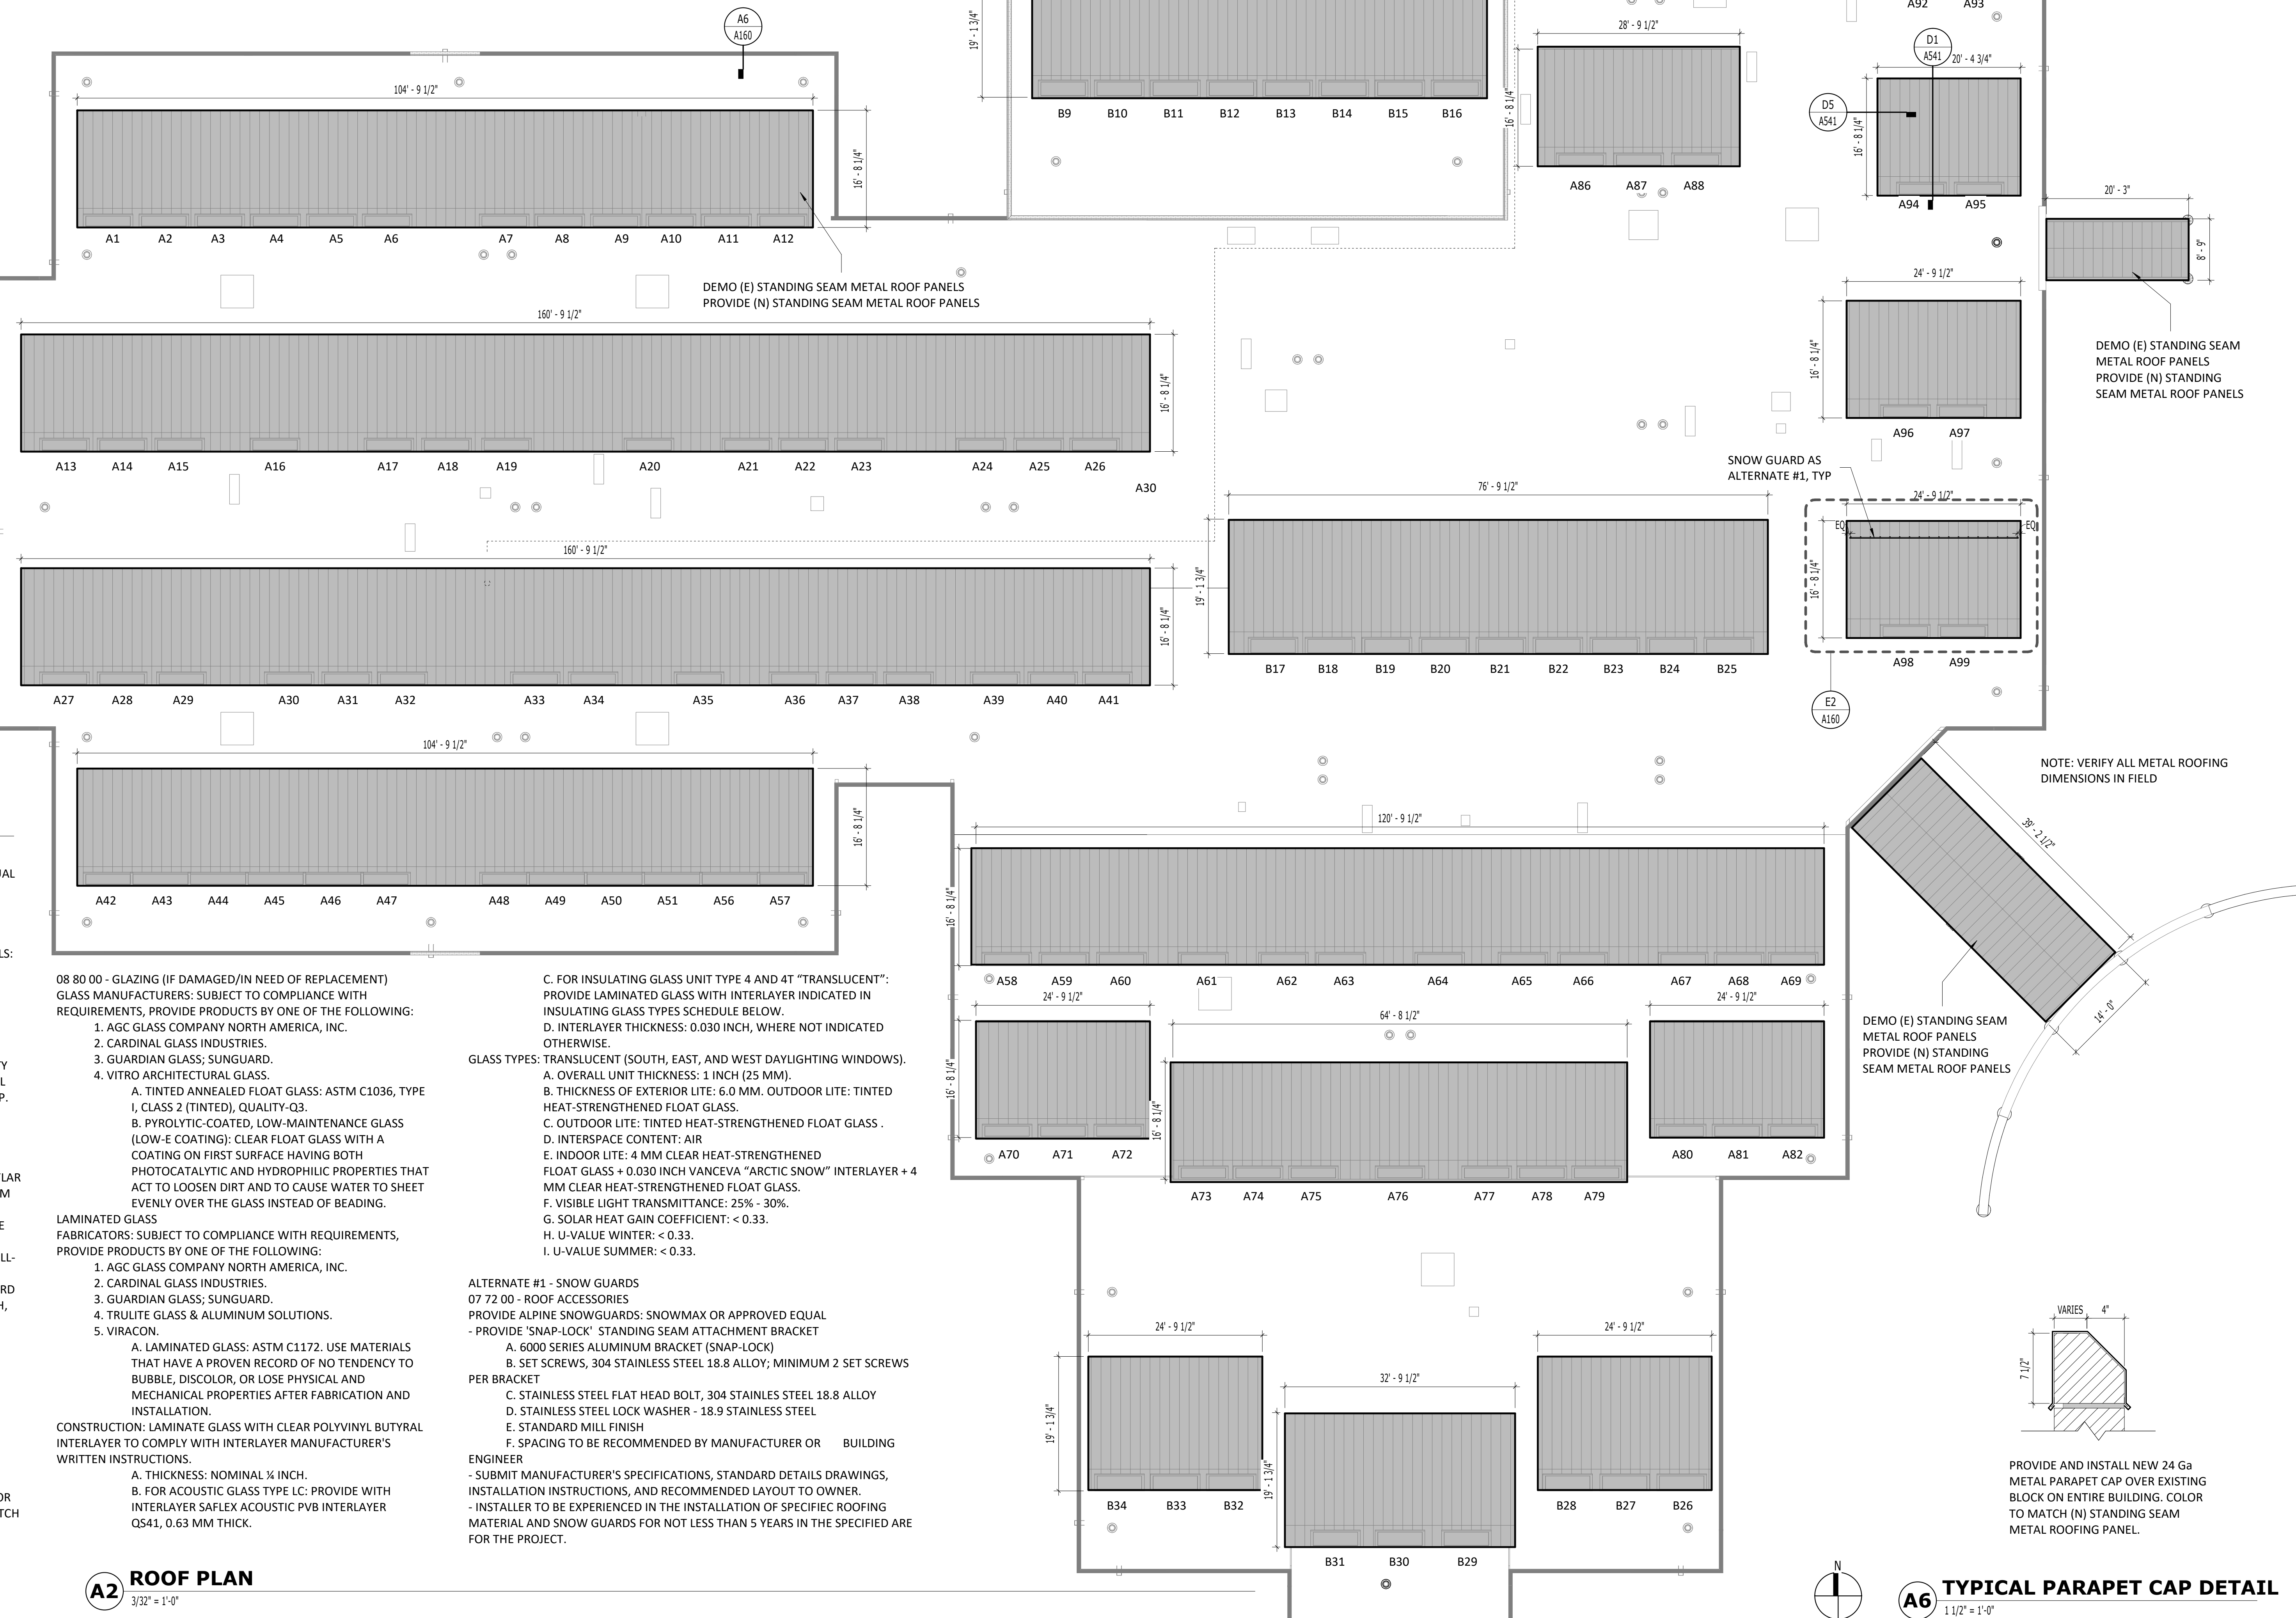 A92 A93
A6
A160
19' - 1 3/4"
28' - 9 1/2"
D1
A541
20' - 4 3/4"
104' - 9 1/2"
16' - 8 1/4"
B9 B10 B11 B12 B13 B14 B15 B16
16' - 8 1/4"
D5
A541
16' - 8 1/4"
A86 A87 A88
A94 A95
20' - 3"
8' - 9"
A1 A2 A3 A4 A5 A6 A7 A8 A9 A10 A11 A12
DEMO (E) STANDING SEAM METAL ROOF PANELS
PROVIDE (N) STANDING SEAM METAL ROOF PANELS
24' - 9 1/2"
16' - 8 1/4"
A96 A97
DEMO (E) STANDING SEAM
METAL ROOF PANELS
PROVIDE (N) STANDING
SEAM METAL ROOF PANELS
160' - 9 1/2"
16' - 8 1/4"
A13 A14 A15 A16 A17 A18 A19 A20 A21 A22 A23 A24 A25 A26
A30
SNOW GUARD AS
ALTERNATE #1, TYP
76' - 9 1/2"
19' - 1 3/4"
24' - 9 1/2"
EQ EQ
16' - 8 1/4"
160' - 9 1/2"
16' - 8 1/4"
B17 B18 B19 B20 B21 B22 B23 B24 B25
A98 A99
E2
A160
A27 A28 A29 A30 A31 A32 A33 A34 A35 A36 A37 A38 A39 A40 A41
104' - 9 1/2"
16' - 8 1/4"
A42 A43 A44 A45 A46 A47 A48 A49 A50 A51 A56 A57
NOTE: VERIFY ALL METAL ROOFING
DIMENSIONS IN FIELD
120' - 9 1/2"
16' - 8 1/4"
39' - 2 1/2"
14' - 0"
A58 A59 A60 A61 A62 A63 A64 A65 A66 A67 A68 A69
24' - 9 1/2"
16' - 8 1/4"
64' - 8 1/2"
16' - 8 1/4"
24' - 9 1/2"
A70 A71 A72
A80 A81 A82
A73 A74 A75 A76 A77 A78 A79
DEMO (E) STANDING SEAM
METAL ROOF PANELS
PROVIDE (N) STANDING
SEAM METAL ROOF PANELS
24' - 9 1/2"
19' - 1 3/4"
32' - 9 1/2"
19' - 1 3/4"
24' - 9 1/2"
B34 B33 B32
B28 B27 B26
B31 B30 B29
UAL
LS:
TY
L
P.
LAR
M
E
LL-
RD
H,
OR
TCH
08 80 00 - GLAZING (IF DAMAGED/IN NEED OF REPLACEMENT)
GLASS MANUFACTURERS: SUBJECT TO COMPLIANCE WITH
REQUIREMENTS, PROVIDE PRODUCTS BY ONE OF THE FOLLOWING:
1. AGC GLASS COMPANY NORTH AMERICA, INC.
2. CARDINAL GLASS INDUSTRIES.
3. GUARDIAN GLASS; SUNGUARD.
4. VITRO ARCHITECTURAL GLASS.
A. TINTED ANNEALED FLOAT GLASS: ASTM C1036, TYPE
I, CLASS 2 (TINTED), QUALITY-Q3.
B. PYROLYTIC-COATED, LOW-MAINTENANCE GLASS
(LOW-E COATING): CLEAR FLOAT GLASS WITH A
COATING ON FIRST SURFACE HAVING BOTH
PHOTOCATALYTIC AND HYDROPHILIC PROPERTIES THAT
ACT TO LOOSEN DIRT AND TO CAUSE WATER TO SHEET
EVENLY OVER THE GLASS INSTEAD OF BEADING.
LAMINATED GLASS
FABRICATORS: SUBJECT TO COMPLIANCE WITH REQUIREMENTS,
PROVIDE PRODUCTS BY ONE OF THE FOLLOWING:
1. AGC GLASS COMPANY NORTH AMERICA, INC.
2. CARDINAL GLASS INDUSTRIES.
3. GUARDIAN GLASS; SUNGUARD.
4. TRULITE GLASS & ALUMINUM SOLUTIONS.
5. VIRACON.
A. LAMINATED GLASS: ASTM C1172. USE MATERIALS
THAT HAVE A PROVEN RECORD OF NO TENDENCY TO
BUBBLE, DISCOLOR, OR LOSE PHYSICAL AND
MECHANICAL PROPERTIES AFTER FABRICATION AND
INSTALLATION.
CONSTRUCTION: LAMINATE GLASS WITH CLEAR POLYVINYL BUTYRAL
INTERLAYER TO COMPLY WITH INTERLAYER MANUFACTURER'S
WRITTEN INSTRUCTIONS.
A. THICKNESS: NOMINAL ¼ INCH.
B. FOR ACOUSTIC GLASS TYPE LC: PROVIDE WITH
INTERLAYER SAFLEX ACOUSTIC PVB INTERLAYER
QS41, 0.63 MM THICK.
C. FOR INSULATING GLASS UNIT TYPE 4 AND 4T “TRANSLUCENT”:
PROVIDE LAMINATED GLASS WITH INTERLAYER INDICATED IN
INSULATING GLASS TYPES SCHEDULE BELOW.
D. INTERLAYER THICKNESS: 0.030 INCH, WHERE NOT INDICATED
OTHERWISE.
GLASS TYPES: TRANSLUCENT (SOUTH, EAST, AND WEST DAYLIGHTING WINDOWS).
A. OVERALL UNIT THICKNESS: 1 INCH (25 MM).
B. THICKNESS OF EXTERIOR LITE: 6.0 MM. OUTDOOR LITE: TINTED
HEAT-STRENGTHENED FLOAT GLASS.
C. OUTDOOR LITE: TINTED HEAT-STRENGTHENED FLOAT GLASS .
D. INTERSPACE CONTENT: AIR
E. INDOOR LITE: 4 MM CLEAR HEAT-STRENGTHENED
FLOAT GLASS + 0.030 INCH VANCEVA “ARCTIC SNOW” INTERLAYER + 4
MM CLEAR HEAT-STRENGTHENED FLOAT GLASS.
F. VISIBLE LIGHT TRANSMITTANCE: 25% - 30%.
G. SOLAR HEAT GAIN COEFFICIENT: < 0.33.
H. U-VALUE WINTER: < 0.33.
I. U-VALUE SUMMER: < 0.33.
ALTERNATE #1 - SNOW GUARDS
07 72 00 - ROOF ACCESSORIES
PROVIDE ALPINE SNOWGUARDS: SNOWMAX OR APPROVED EQUAL
- PROVIDE 'SNAP-LOCK' STANDING SEAM ATTACHMENT BRACKET
A. 6000 SERIES ALUMINUM BRACKET (SNAP-LOCK)
B. SET SCREWS, 304 STAINLESS STEEL 18.8 ALLOY; MINIMUM 2 SET SCREWS
PER BRACKET
C. STAINLESS STEEL FLAT HEAD BOLT, 304 STAINLES STEEL 18.8 ALLOY
D. STAINLESS STEEL LOCK WASHER - 18.9 STAINLESS STEEL
E. STANDARD MILL FINISH
F. SPACING TO BE RECOMMENDED BY MANUFACTURER OR BUILDING
ENGINEER
- SUBMIT MANUFACTURER'S SPECIFICATIONS, STANDARD DETAILS DRAWINGS,
INSTALLATION INSTRUCTIONS, AND RECOMMENDED LAYOUT TO OWNER.
- INSTALLER TO BE EXPERIENCED IN THE INSTALLATION OF SPECIFIEC ROOFING
MATERIAL AND SNOW GUARDS FOR NOT LESS THAN 5 YEARS IN THE SPECIFIED ARE
FOR THE PROJECT.
VARIES 4"
7 1/2"
PROVIDE AND INSTALL NEW 24 Ga
METAL PARAPET CAP OVER EXISTING
BLOCK ON ENTIRE BUILDING. COLOR
TO MATCH (N) STANDING SEAM
METAL ROOFING PANEL.
A2 ROOF PLAN
3/32" = 1'-0"
N
A6 TYPICAL PARAPET CAP DETAIL
1 1/2" = 1'-0"